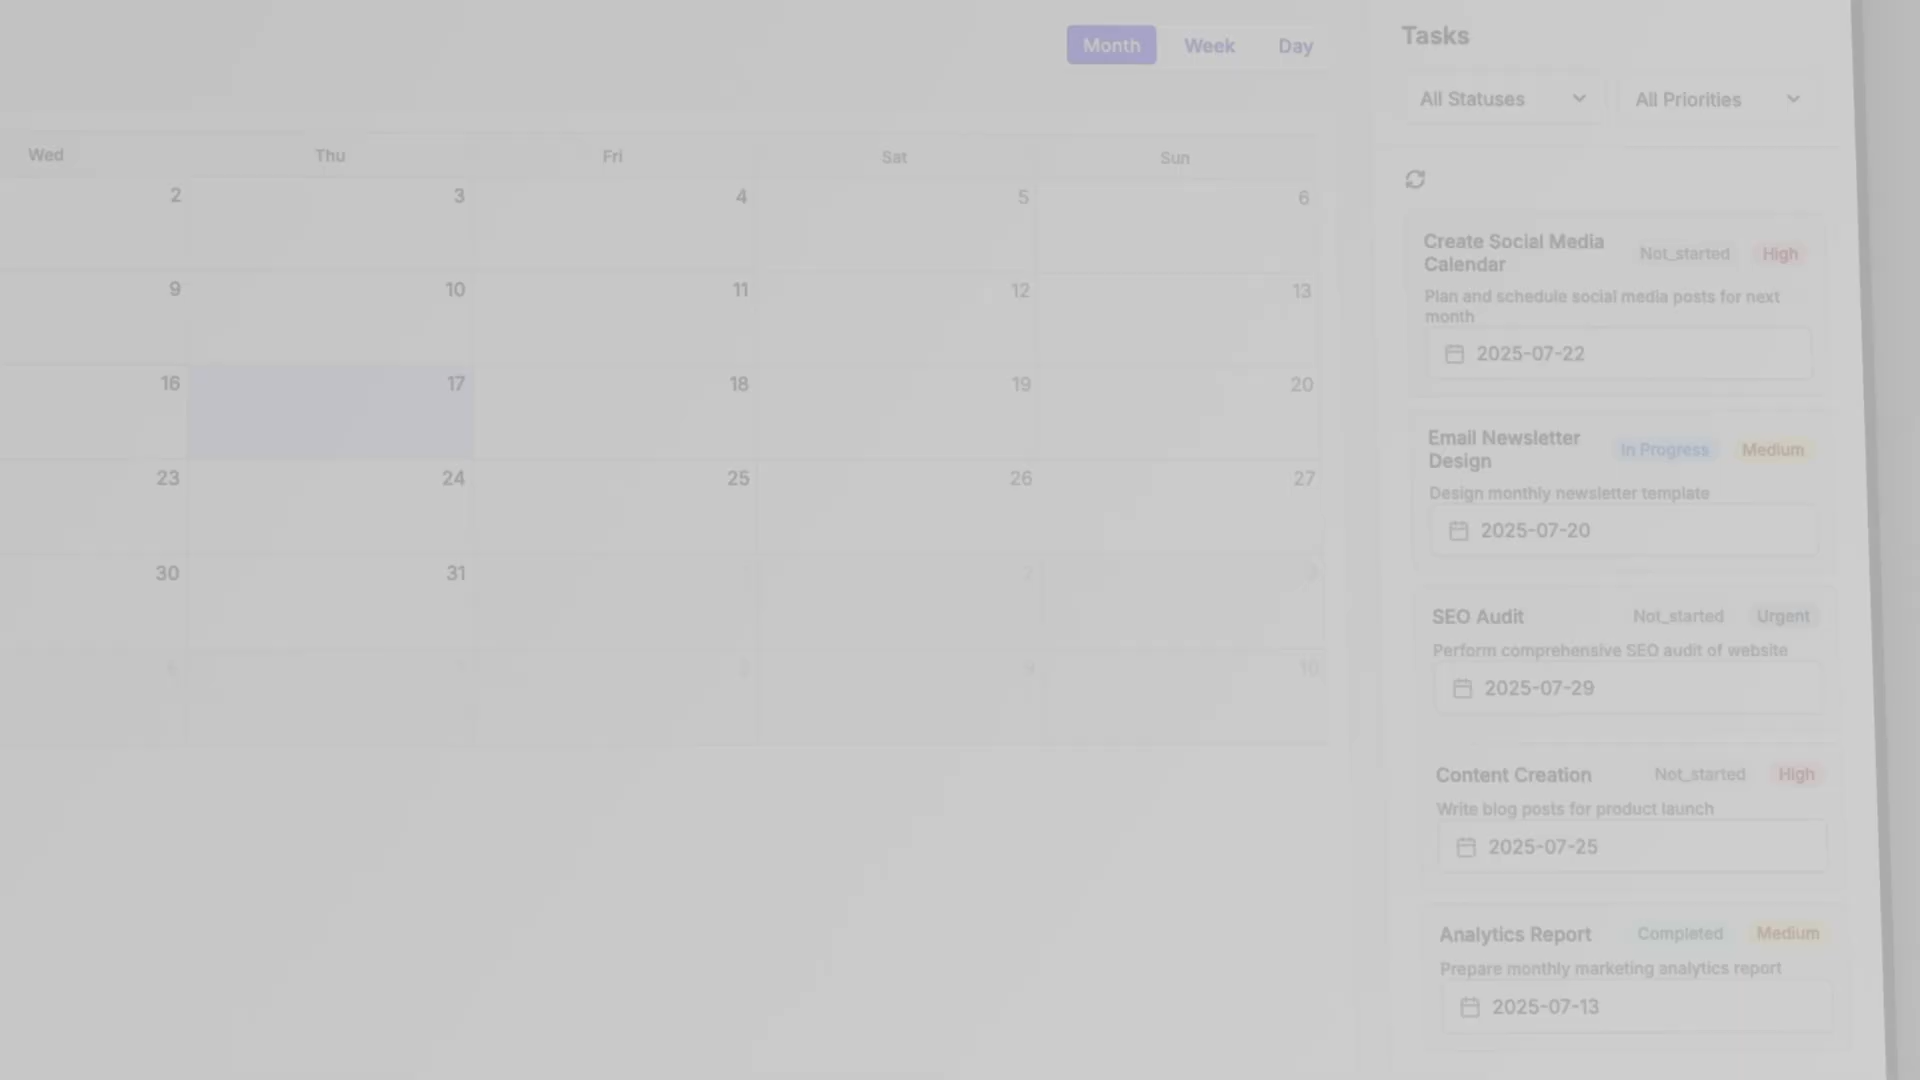 Month Week Day
Wed Thu Fri Sat Sun
2 3 4 5 6
9 10 11 12 13
16 17 18 19 20
23 24 25 26 27
30 31 2 3
9 10
Tasks
All Statuses All Priorities
Create Social Media
Calendar
Not_started High
Plan and schedule social media posts for next
month
2025-07-22
Email Newsletter
Design
In Progress Medium
Design monthly newsletter template
2025-07-20
SEO Audit Not_started Urgent
Perform comprehensive SEO audit of website
2025-07-29
Content Creation Not_started High
Write blog posts for product launch
2025-07-25
Analytics Report Completed Medium
Prepare monthly marketing analytics report
2025-07-13